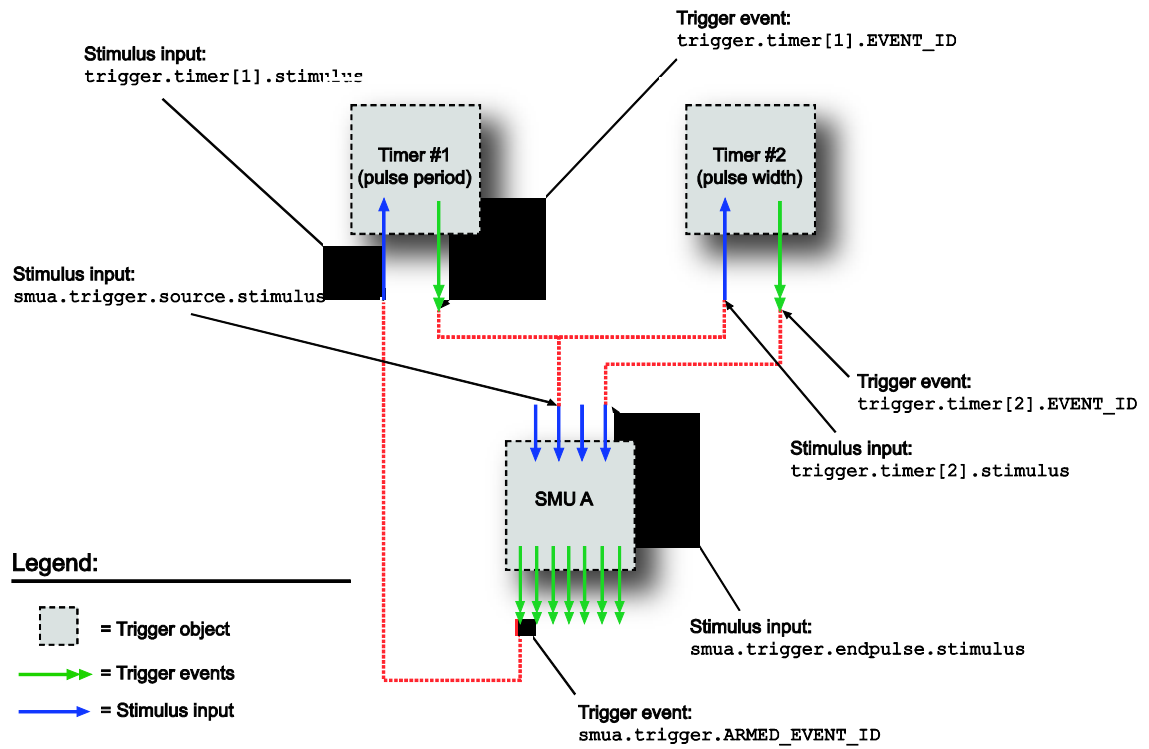 Trigger event:
trigger.timer[1].EVENT_ID
Stimulus input:
trigger.timer[1].stimulus
Timer #1
(pulse period)
Timer #2
(pulse width)
Stimulus input:
smua.trigger.source.stimulus
Trigger event:
trigger.timer[2].EVENT_ID
Stimulus input:
trigger.timer[2].stimulus
SMU A
Legend:
= Trigger object
= Trigger events
= Stimulus input
Stimulus input:
smua.trigger.endpulse.stimulus
Trigger event:
smua.trigger.ARMED_EVENT_ID